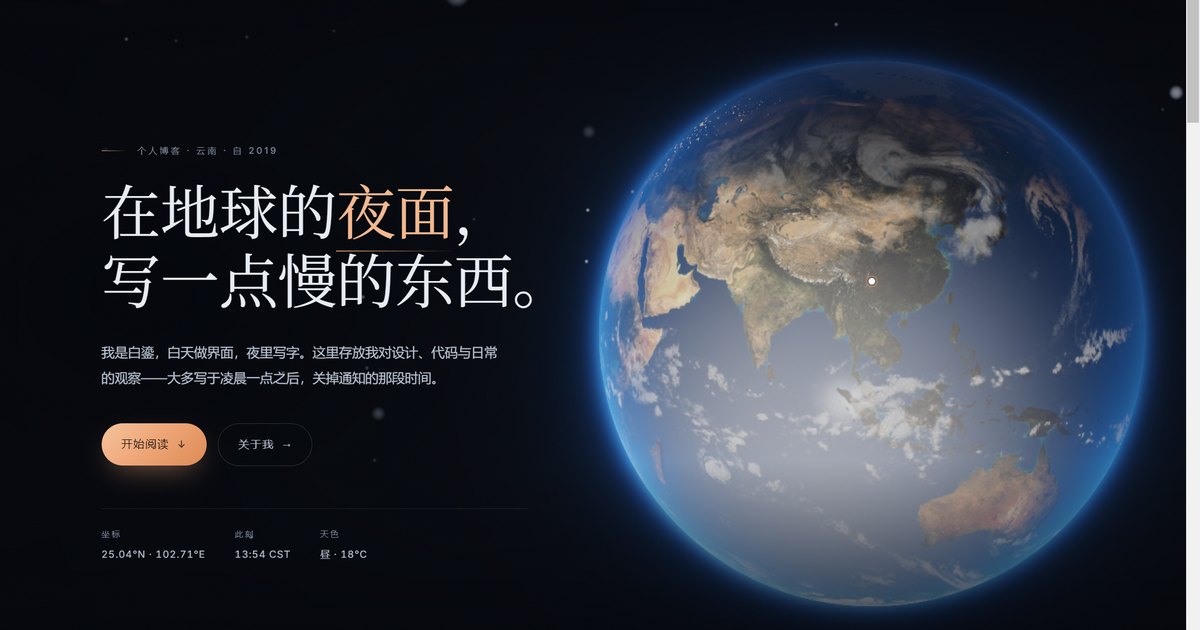 个人博客 · 云南 · 自 2019
在地球的夜面，
写一点慢的东西。
我是白鎏，白天做界面，夜里写字。这里存放我对设计、代码与日常
的观察——大多写于凌晨一点之后，关掉通知的那段时间。
开始阅读 ↓
关于我 →
坐标 此刻 天色
25.04°N · 102.71°E 13:54 CST 昼 · 18°C